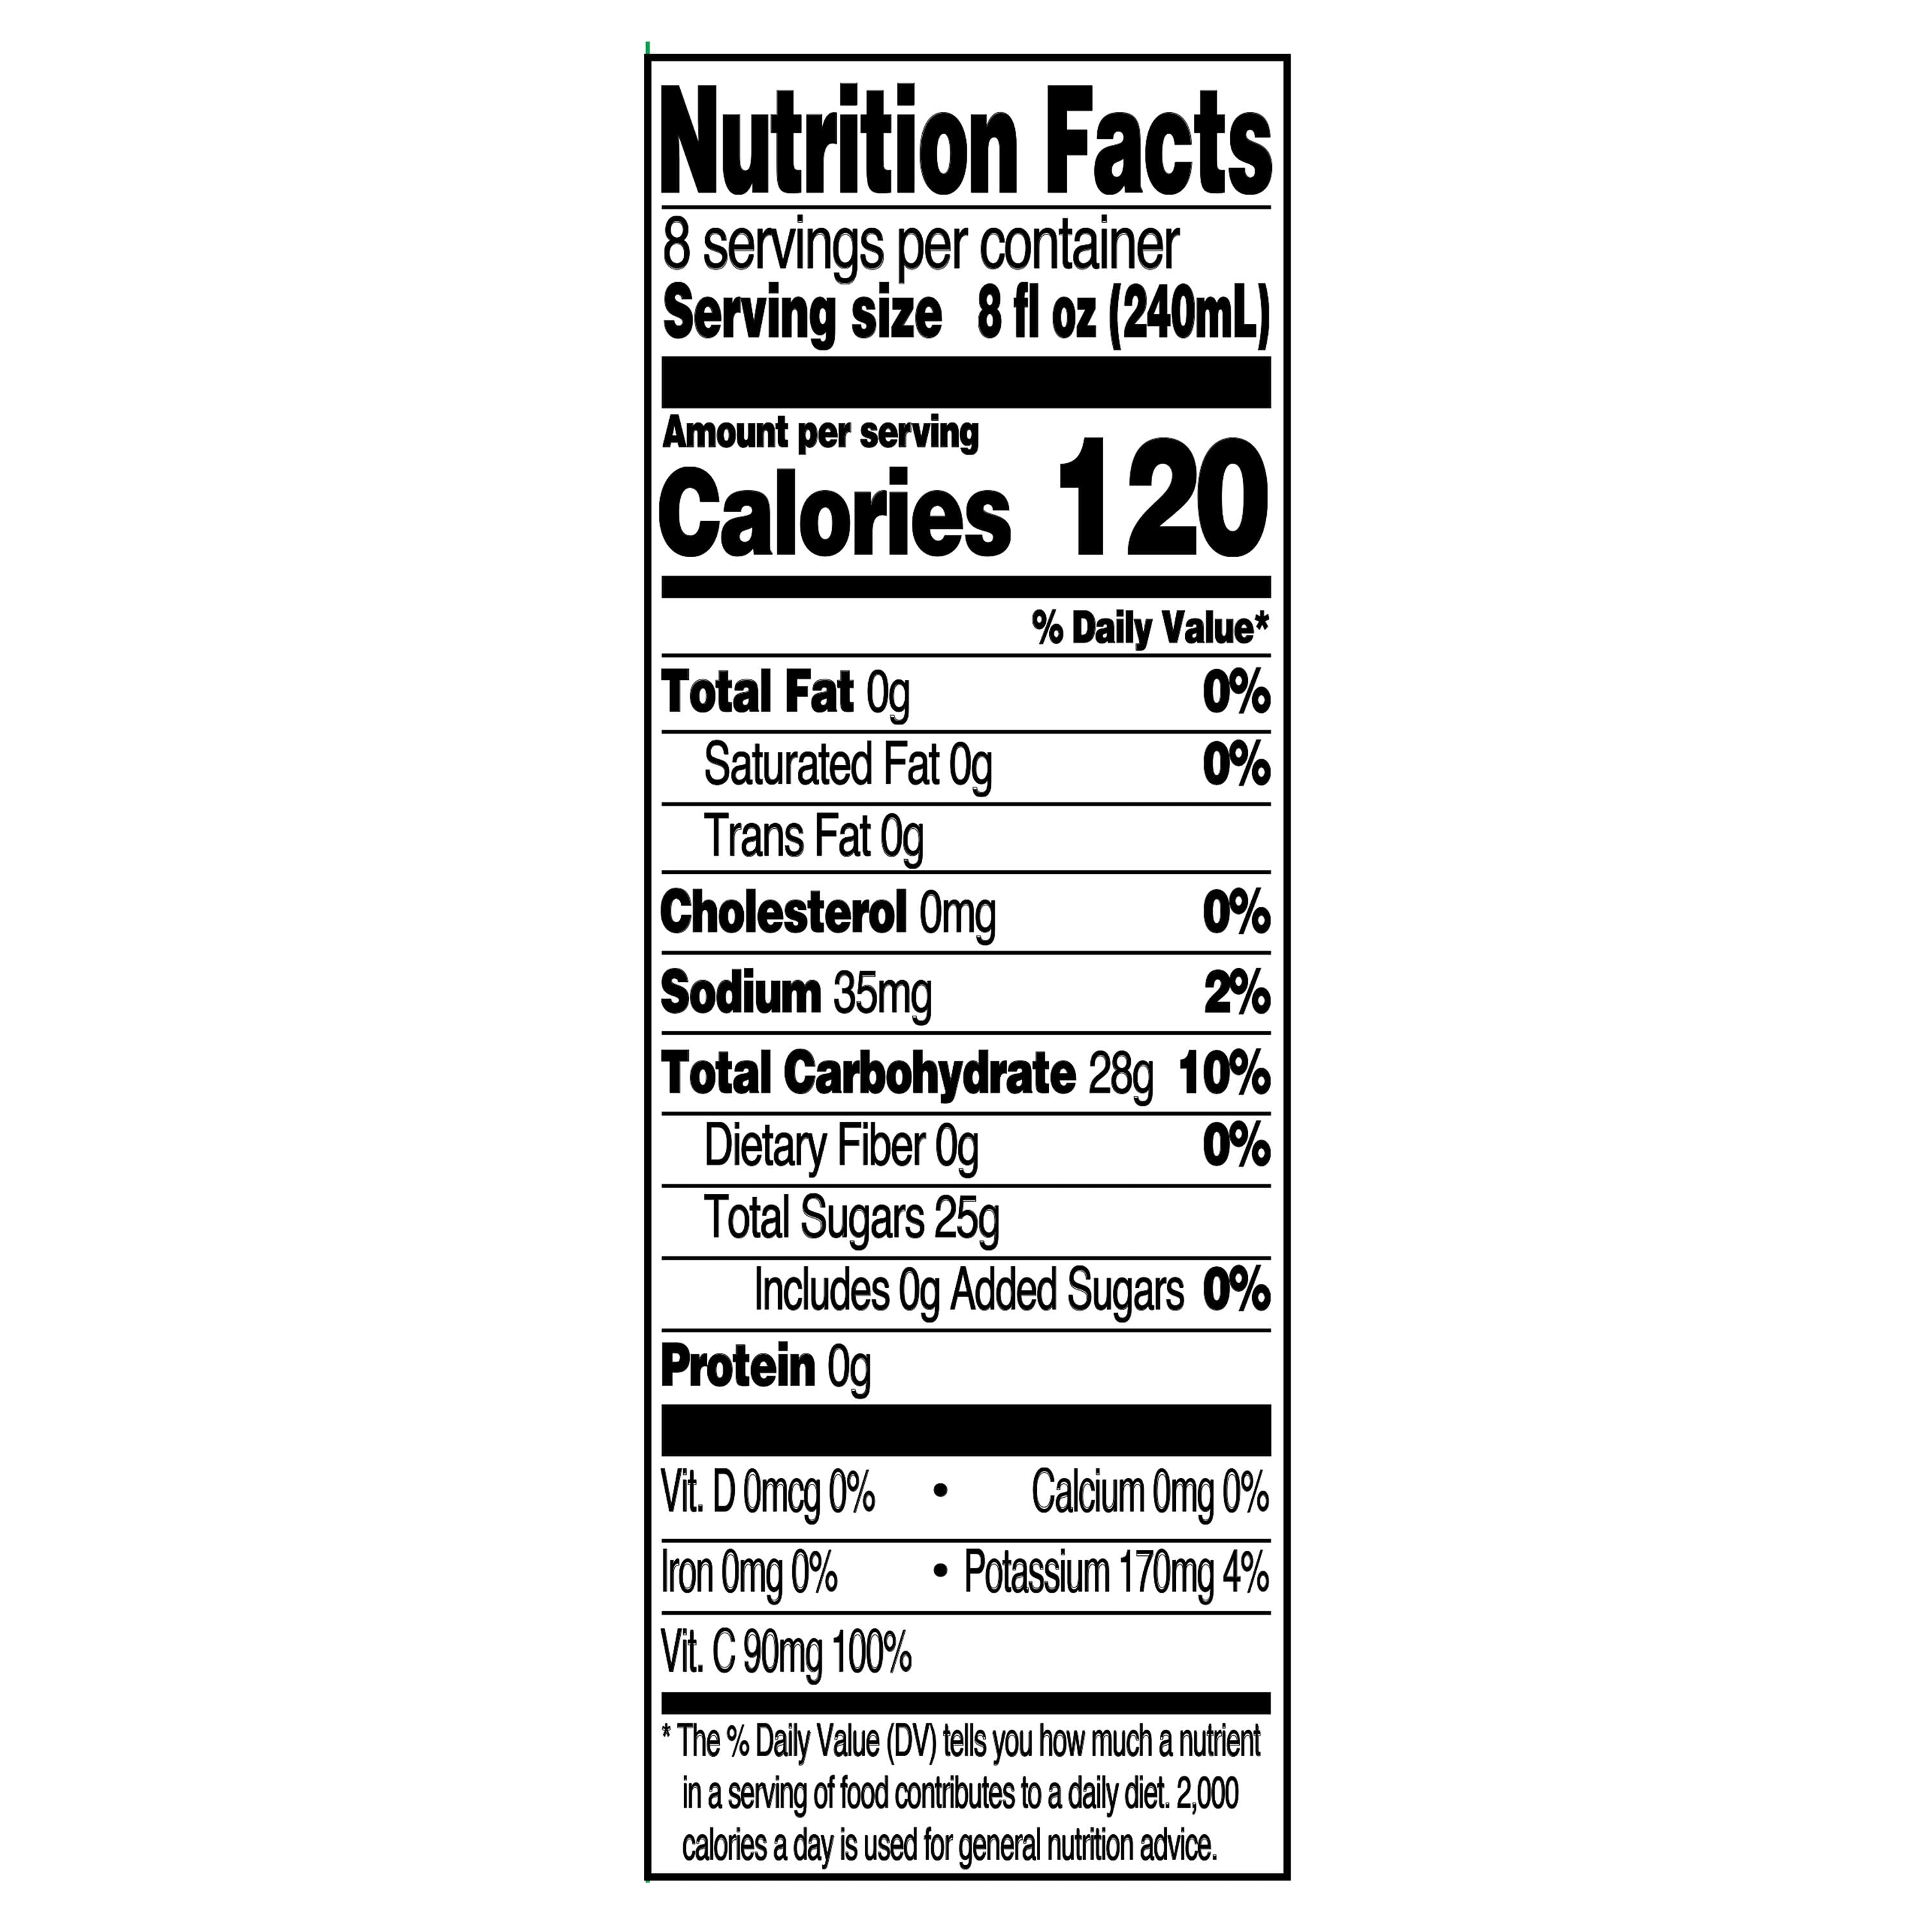 Nutrition Facts
8 servings per container
Serving size 8 fl oz (240mL)
Amount per serving
Calories 120
% Daily Value*
Total Fat 0g 0%
Saturated Fat 0g 0%
Trans Fat 0g
Cholesterol 0mg 0%
Sodium 35mg 2%
Total Carbohydrate 28g 10%
Dietary Fiber 0g 0%
Total Sugars 25g
Includes 0g Added Sugars 0%
Protein 0g
Vit. D 0mcg 0% • Calcium 0mg 0%
Iron 0mg 0% • Potassium 170mg 4%
Vit. C 90mg 100%
* The % Daily Value (DV) tells you how much a nutrient
in a serving of food contributes to a daily diet. 2,000
calories a day is used for general nutrition advice.